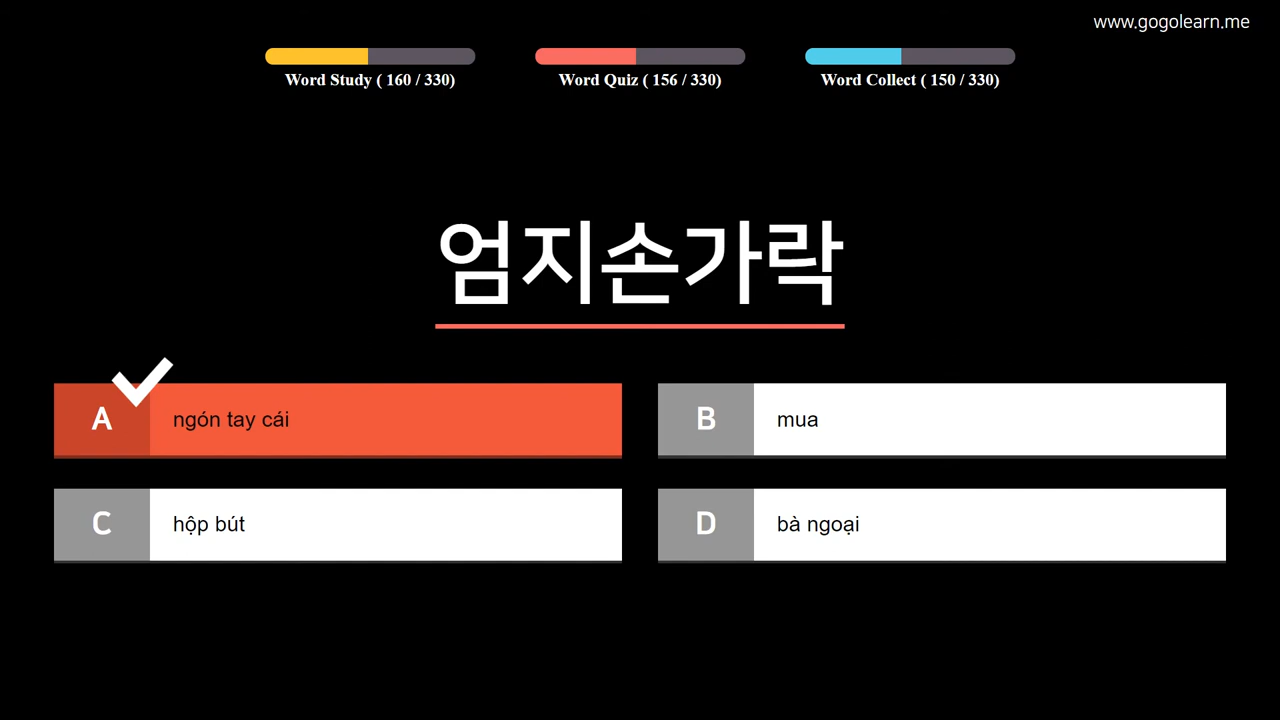 www.gogolearn.me
Word Study ( 160 / 330)
Word Quiz ( 156 / 330)
Word Collect ( 150 / 330)
엄지손가락
A ngón tay cái
B mua
C hộp bút
D bà ngoại